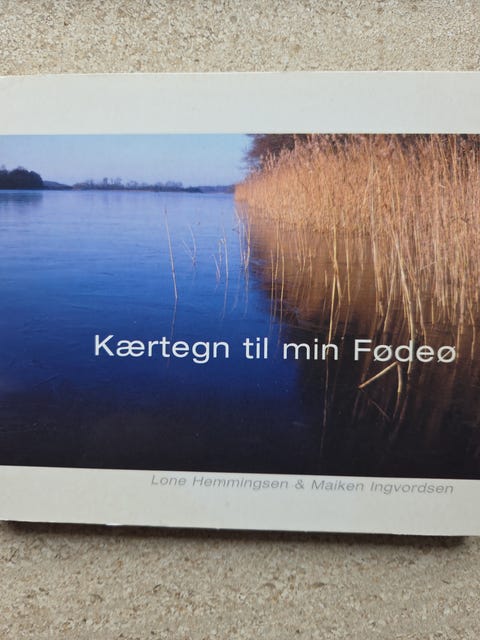 Kærtegn til min Fødeø
Lone Hemmingsen & Maiken Ingvordsen